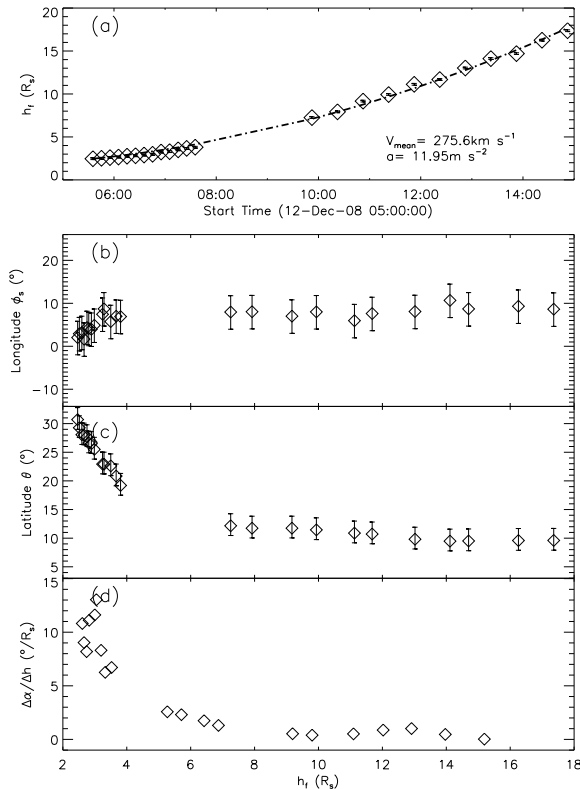 (a)
20
15
10
5
0
h_f (R_s)
V_mean= 275.6km s^-1
a= 11.95m s^-2
06:00 08:00 10:00 12:00 14:00
Start Time (12-Dec-08 05:00:00)
(b)
20
10
0
-10
Longitude ϕ_s (°)
(c)
30
25
20
15
10
5
Latitude θ (°)
(d)
15
10
5
0
Δα/Δh (°/R_s)
2 4 6 8 10 12 14 16 18
h_f (R_s)